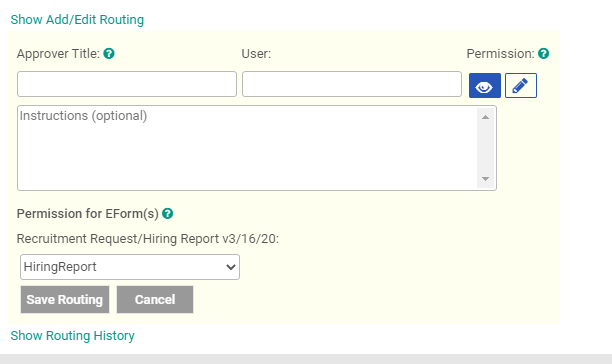 Show Add/Edit Routing
Approver Title: ? User: Permission: ?
Instructions (optional)
Permission for EForm(s) ?
Recruitment Request/Hiring Report v3/16/20:
HiringReport
Save Routing Cancel
Show Routing History